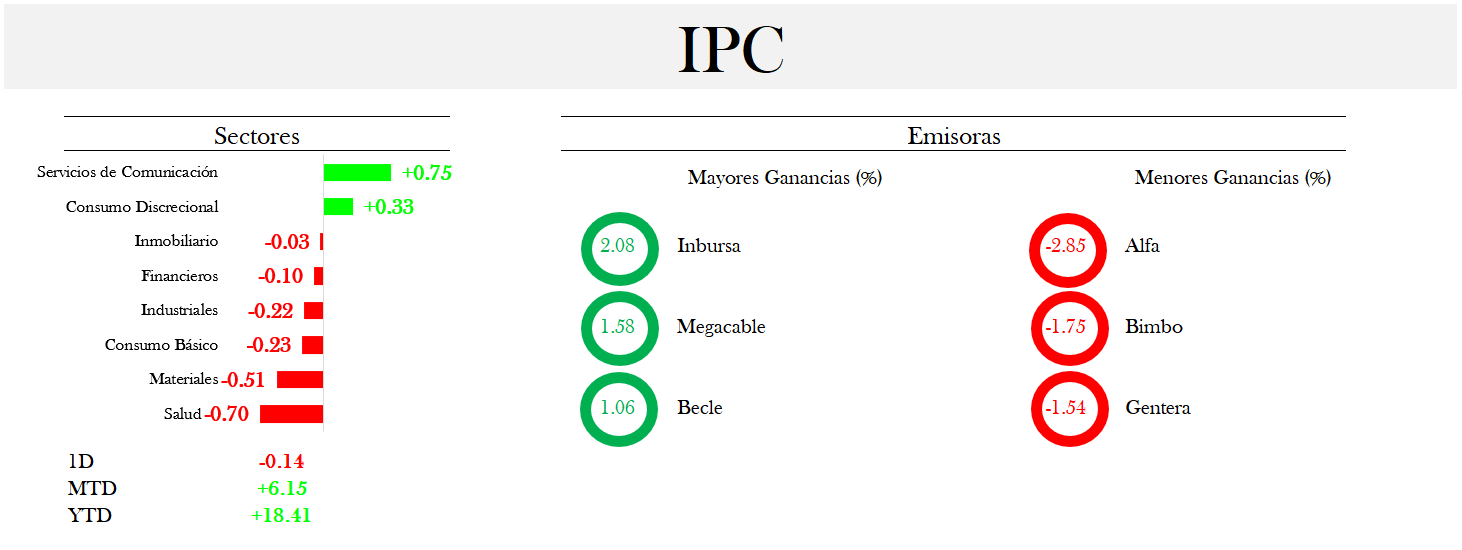 IPC
Sectores
Servicios de Comunicación +0.75
Consumo Discrecional +0.33
Inmobiliario -0.03
Financieros -0.10
Industriales -0.22
Consumo Básico -0.23
Materiales -0.51
Salud -0.70
1D -0.14
MTD +6.15
YTD +18.41
Emisoras
Mayores Ganancias (%)
2.08 Inbursa
1.58 Megacable
1.06 Becle
Menores Ganancias (%)
-2.85 Alfa
-1.75 Bimbo
-1.54 Gentera